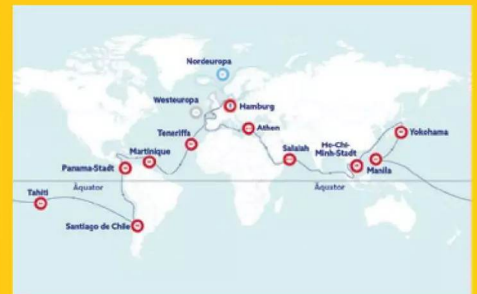 Nordeuropa
Westeuropa
Hamburg
Teneriffa
Athen
Yokohama
Martinique
Salalah
Ho-Chi-
Minh-Stadt
Panama-Stadt
Manila
Äquator
Äquator
Tahiti
Santiago de Chile